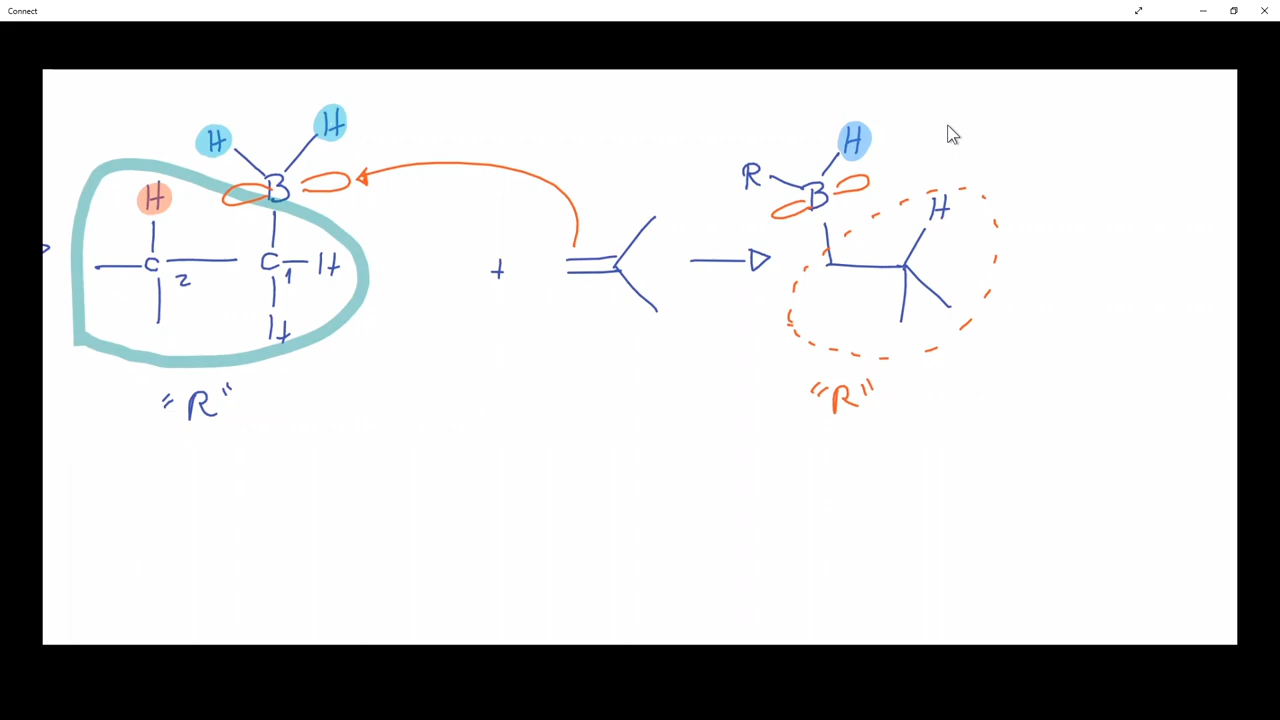 Connect
H H H
H B R B
H
C 2 C 1 H + =
H
"R" "R"